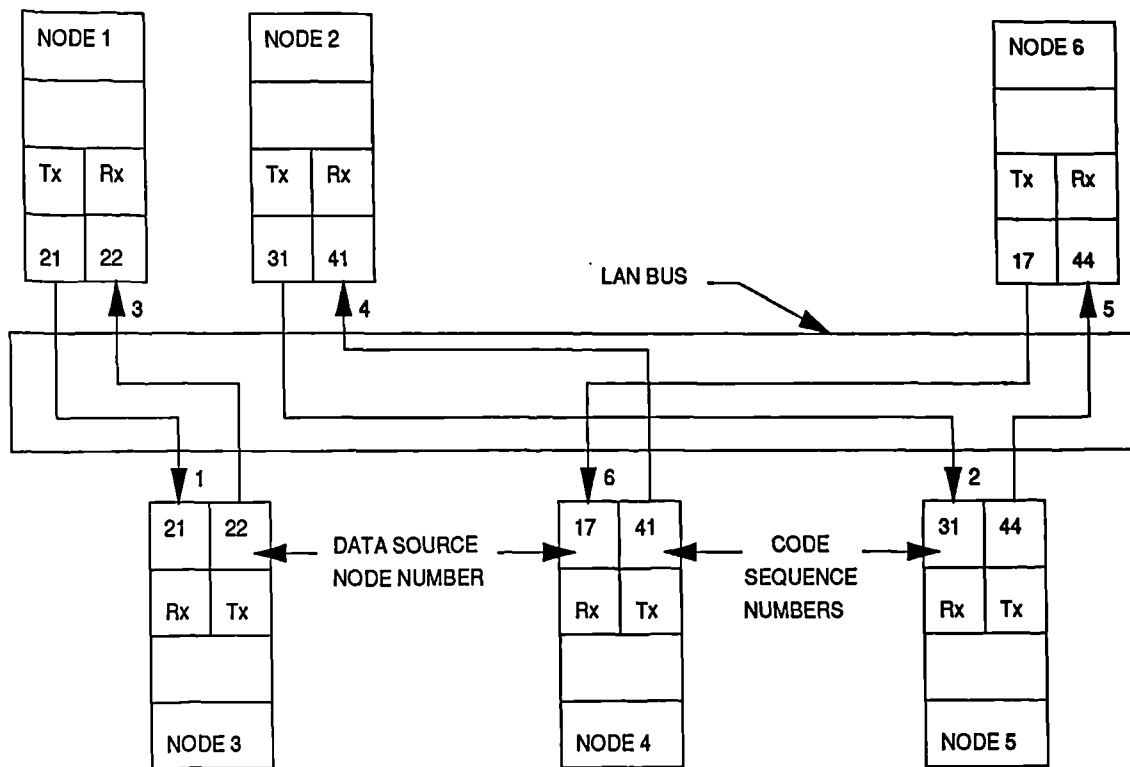 NODE 1
Tx Rx
21 22
3
NODE 2
Tx Rx
31 41
4
NODE 6
Tx Rx
17 44
5
LAN BUS
1
21 22
Rx Tx
NODE 3
DATA SOURCE
NODE NUMBER
6
17 41
Rx Tx
NODE 4
CODE
SEQUENCE
NUMBERS
2
31 44
Rx Tx
NODE 5